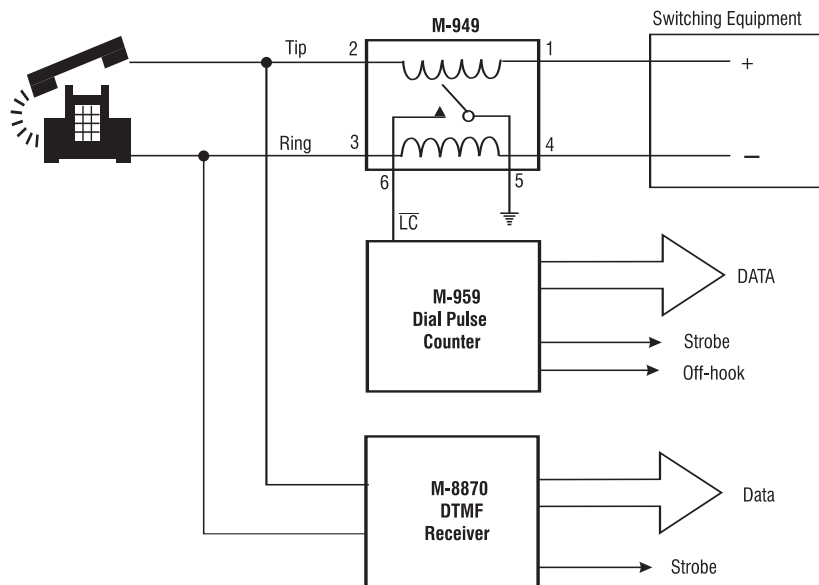 M-949
Switching Equipment
Tip
2
1
+
Ring
3
4
−
6
5
L̅C̅
M-959
Dial Pulse
Counter
DATA
Strobe
Off-hook
M-8870
DTMF
Receiver
Data
Strobe